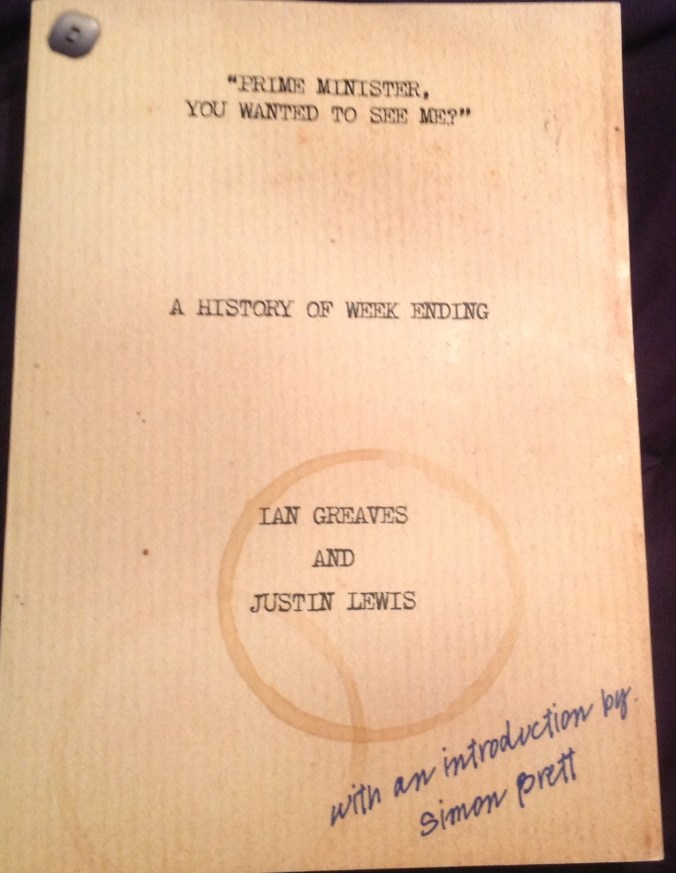 "PRIME MINISTER,
YOU WANTED TO SEE ME?"
A HISTORY OF WEEK ENDING
IAN GREAVES
AND
JUSTIN LEWIS
with an introduction by
Simon Brett